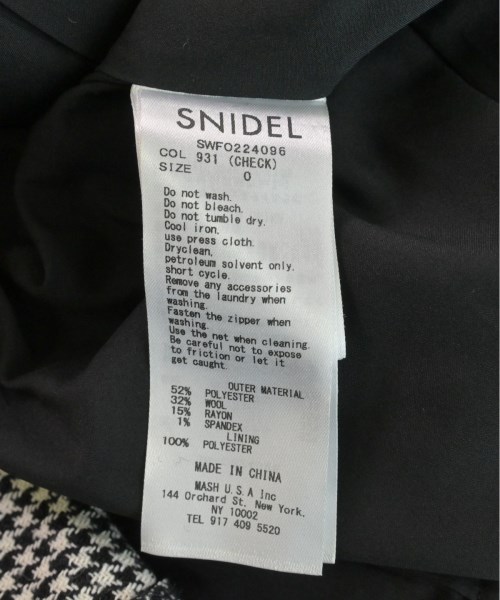 SNIDEL
SWFO224096
COL 931 (CHECK)
SIZE 0
Do not wash.
Do not bleach.
Do not tumble dry.
Cool iron.
use press cloth.
Dryclean,
petroleum solvent only.
short cycle.
Remove any accessories
from the laundry when
washing.
Fasten the zipper when
washing.
Use the net when cleaning.
Be careful not to expose
to friction or let it
get caught.
OUTER MATERIAL
52% POLYESTER
32% WOOL
15% RAYON
1% SPANDEX
LINING
100% POLYESTER
MADE IN CHINA
MASH U.S.A Inc
144 Orchard St. New York.
NY 10002
TEL 917 409 5520